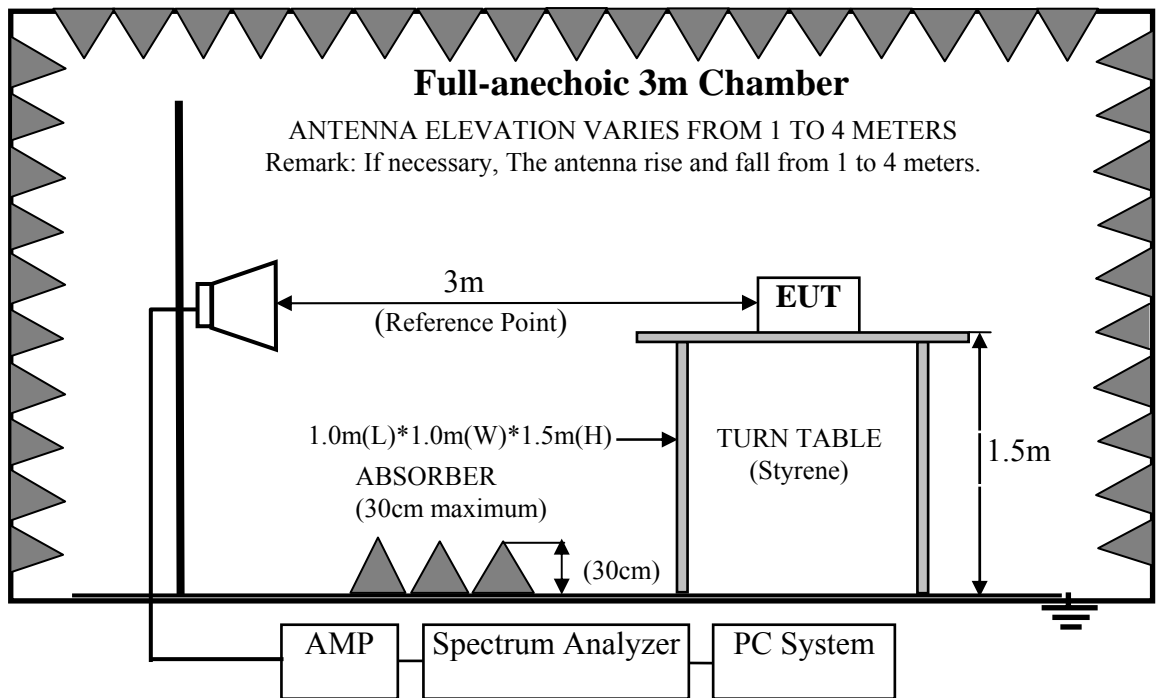 Full-anechoic 3m Chamber
ANTENNA ELEVATION VARIES FROM 1 TO 4 METERS
Remark: If necessary, The antenna rise and fall from 1 to 4 meters.
3m
(Reference Point)
EUT
1.0m(L)*1.0m(W)*1.5m(H)
TURN TABLE
(Styrene)
1.5m
ABSORBER
(30cm maximum)
(30cm)
AMP
Spectrum Analyzer
PC System